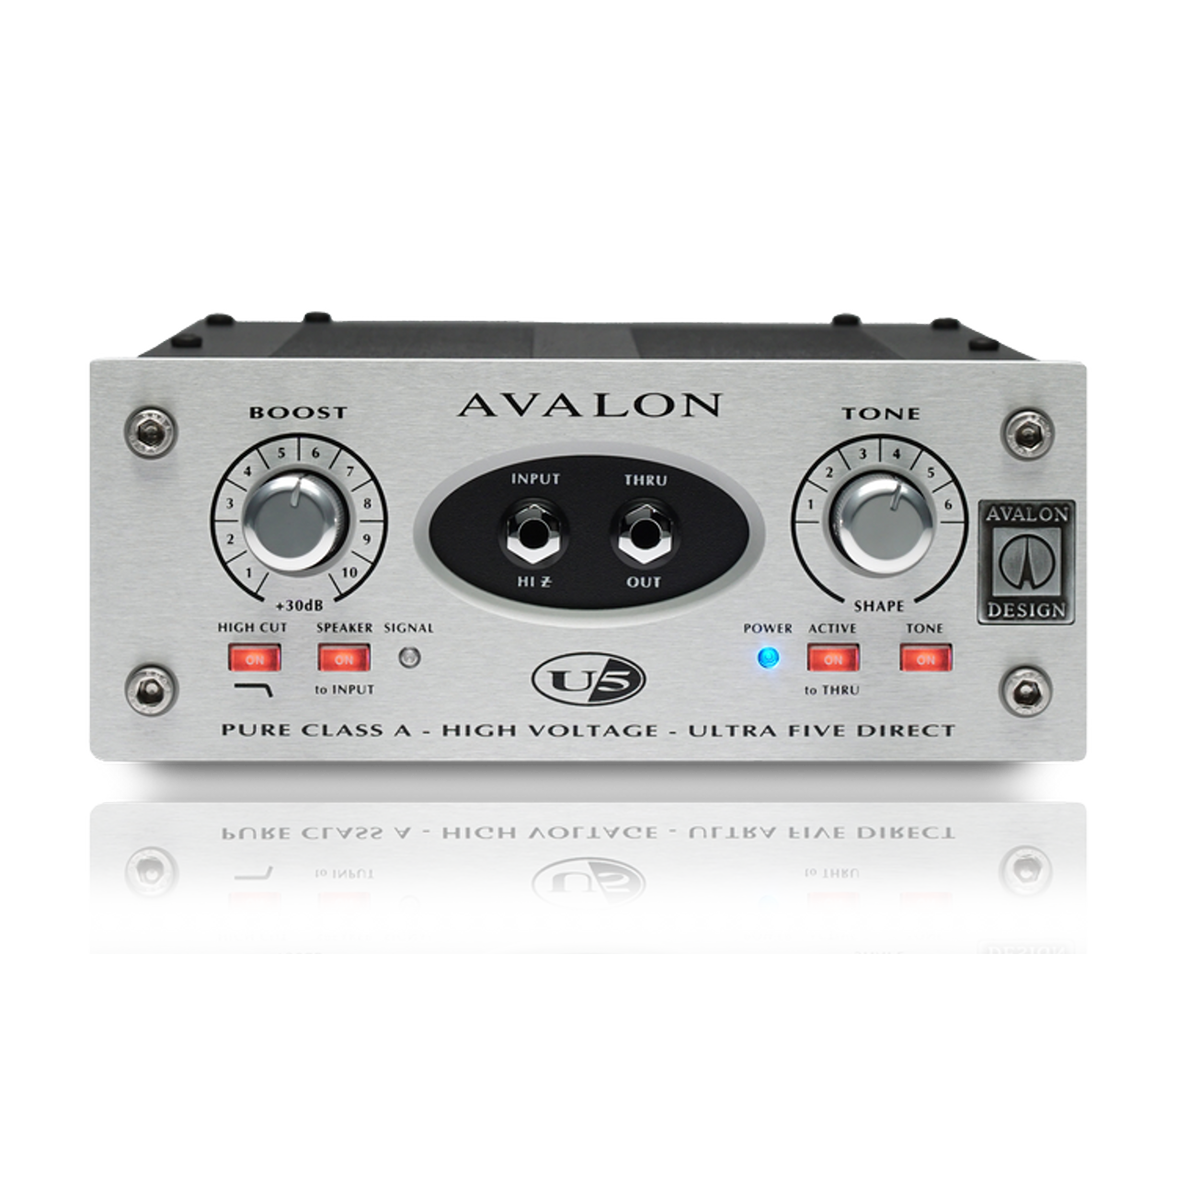 AVALON
BOOST
1 2 3 4 5 6 7 8 9 10
+30dB
INPUT THRU
HI Z OUT
TONE
1 2 3 4 5 6
SHAPE
AVALON
DESIGN
HIGH CUT SPEAKER SIGNAL
ON ON
to INPUT
POWER ACTIVE TONE
ON ON
to THRU
U5
PURE CLASS A - HIGH VOLTAGE - ULTRA FIVE DIRECT